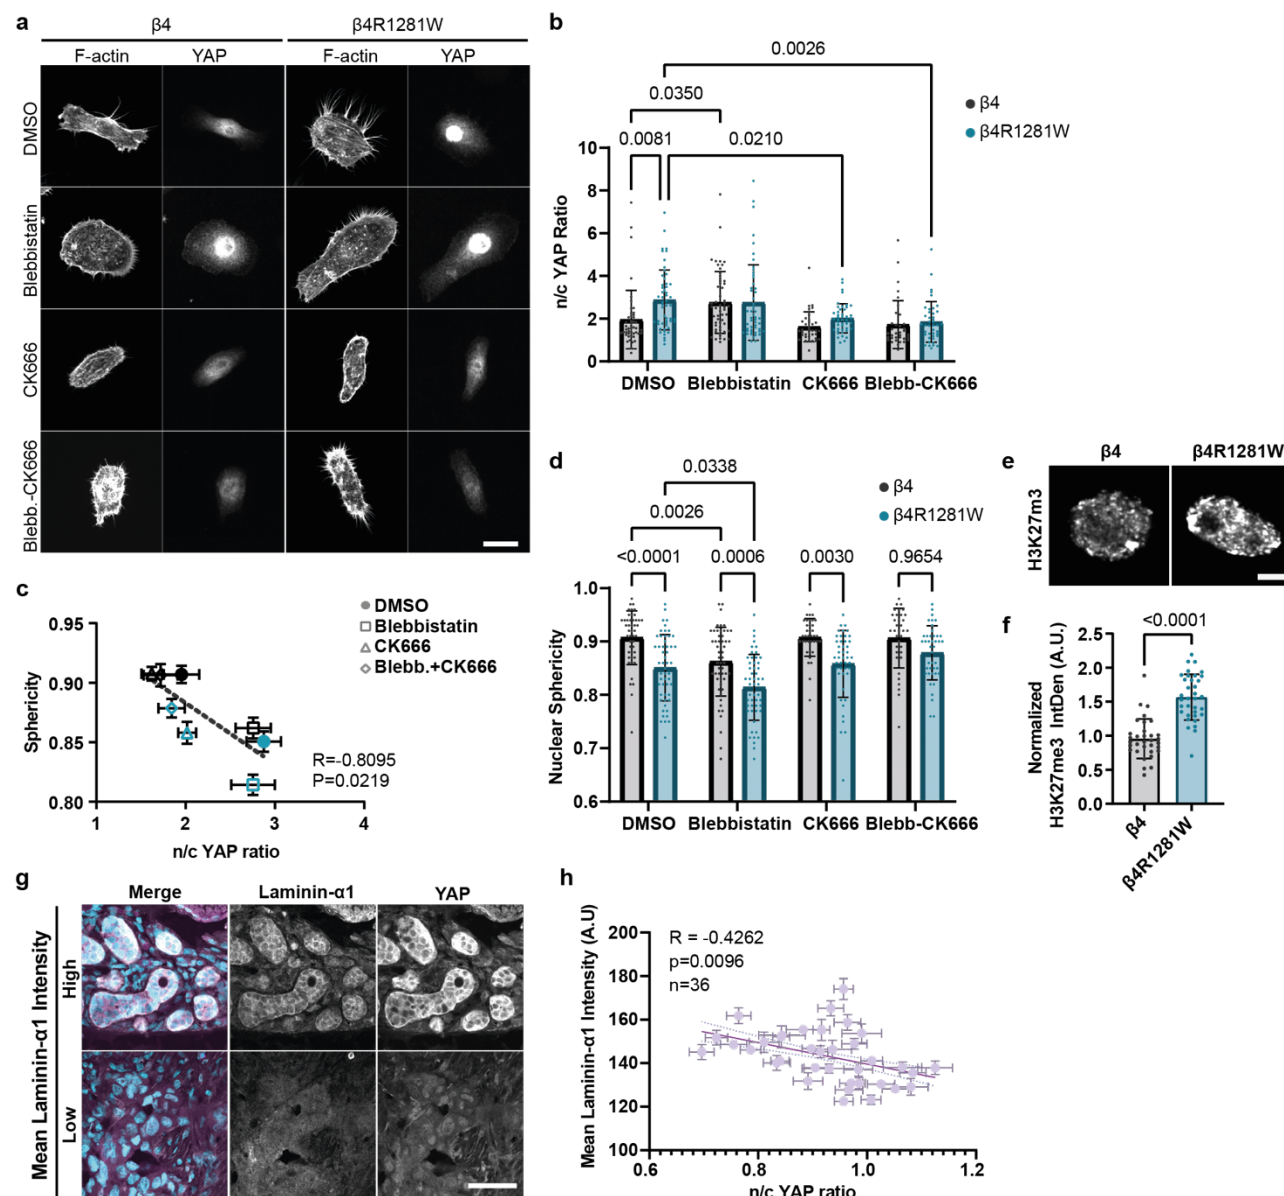 a
β4
β4R1281W
F-actin
YAP
F-actin
YAP
DMSO
Blebbistatin
CK666
Blebb.-CK666
b
0.0026
0.0350
0.0081
0.0210
β4
β4R1281W
n/c YAP Ratio
10
8
6
4
2
0
DMSO
Blebbistatin
CK666
Blebb-CK666
c
DMSO
Blebbistatin
CK666
Blebb.+CK666
Sphericity
0.95
0.90
0.85
0.80
R=-0.8095
P=0.0219
1
2
3
4
n/c YAP ratio
d
0.0338
0.0026
<0.0001
0.0006
0.0030
0.9654
β4
β4R1281W
Nuclear Sphericity
1.0
0.9
0.8
0.7
0.6
DMSO
Blebbistatin
CK666
Blebb-CK666
e
β4
β4R1281W
H3K27m3
f
<0.0001
Normalized
H3K27me3 IntDen (A.U.)
2.5
2.0
1.5
1.0
0.5
0.0
β4
β4R1281W
g
Merge
Laminin-α1
YAP
Mean Laminin-α1 Intensity
High
Low
h
Mean Laminin-α1 Intensity (A.U)
200
180
160
140
120
100
R = -0.4262
p=0.0096
n=36
0.6
0.8
1.0
1.2
n/c YAP ratio